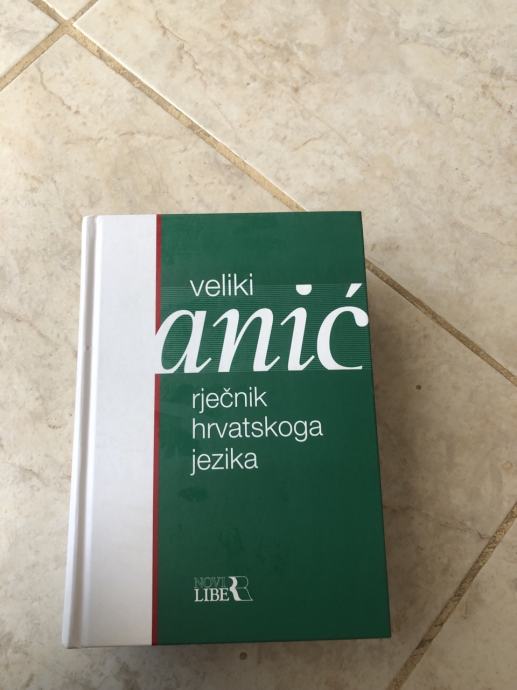 veliki
anić
rječnik
hrvatskoga
jezika
NOVI
LIBER